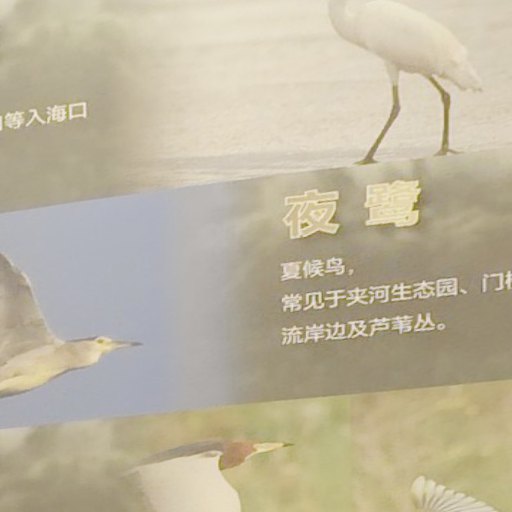 等入海口
夜鹭
夏候鸟，
常见于夹河生态园、门
流岸边及芦苇丛。